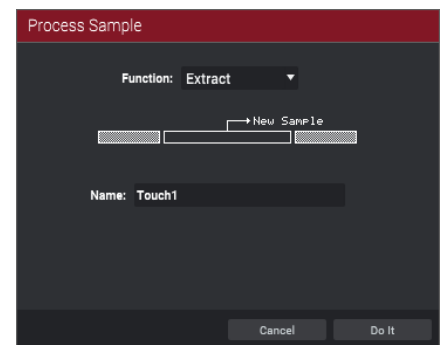 Process Sample
Function: Extract
New Sample
Name: Touch1
Cancel Do It